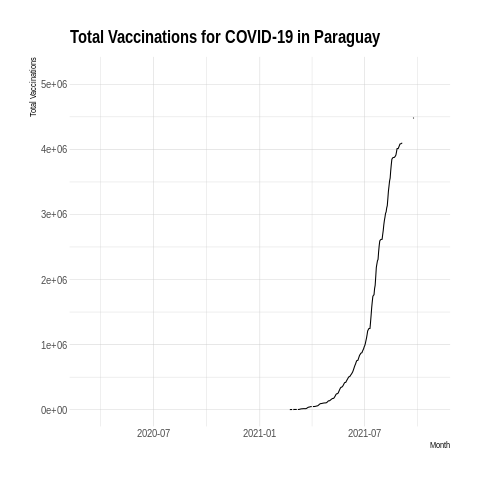 Total Vaccinations for COVID-19 in Paraguay
Total Vaccinations
5e+06
4e+06
3e+06
2e+06
1e+06
0e+00
2020-07
2021-01
2021-07
Month